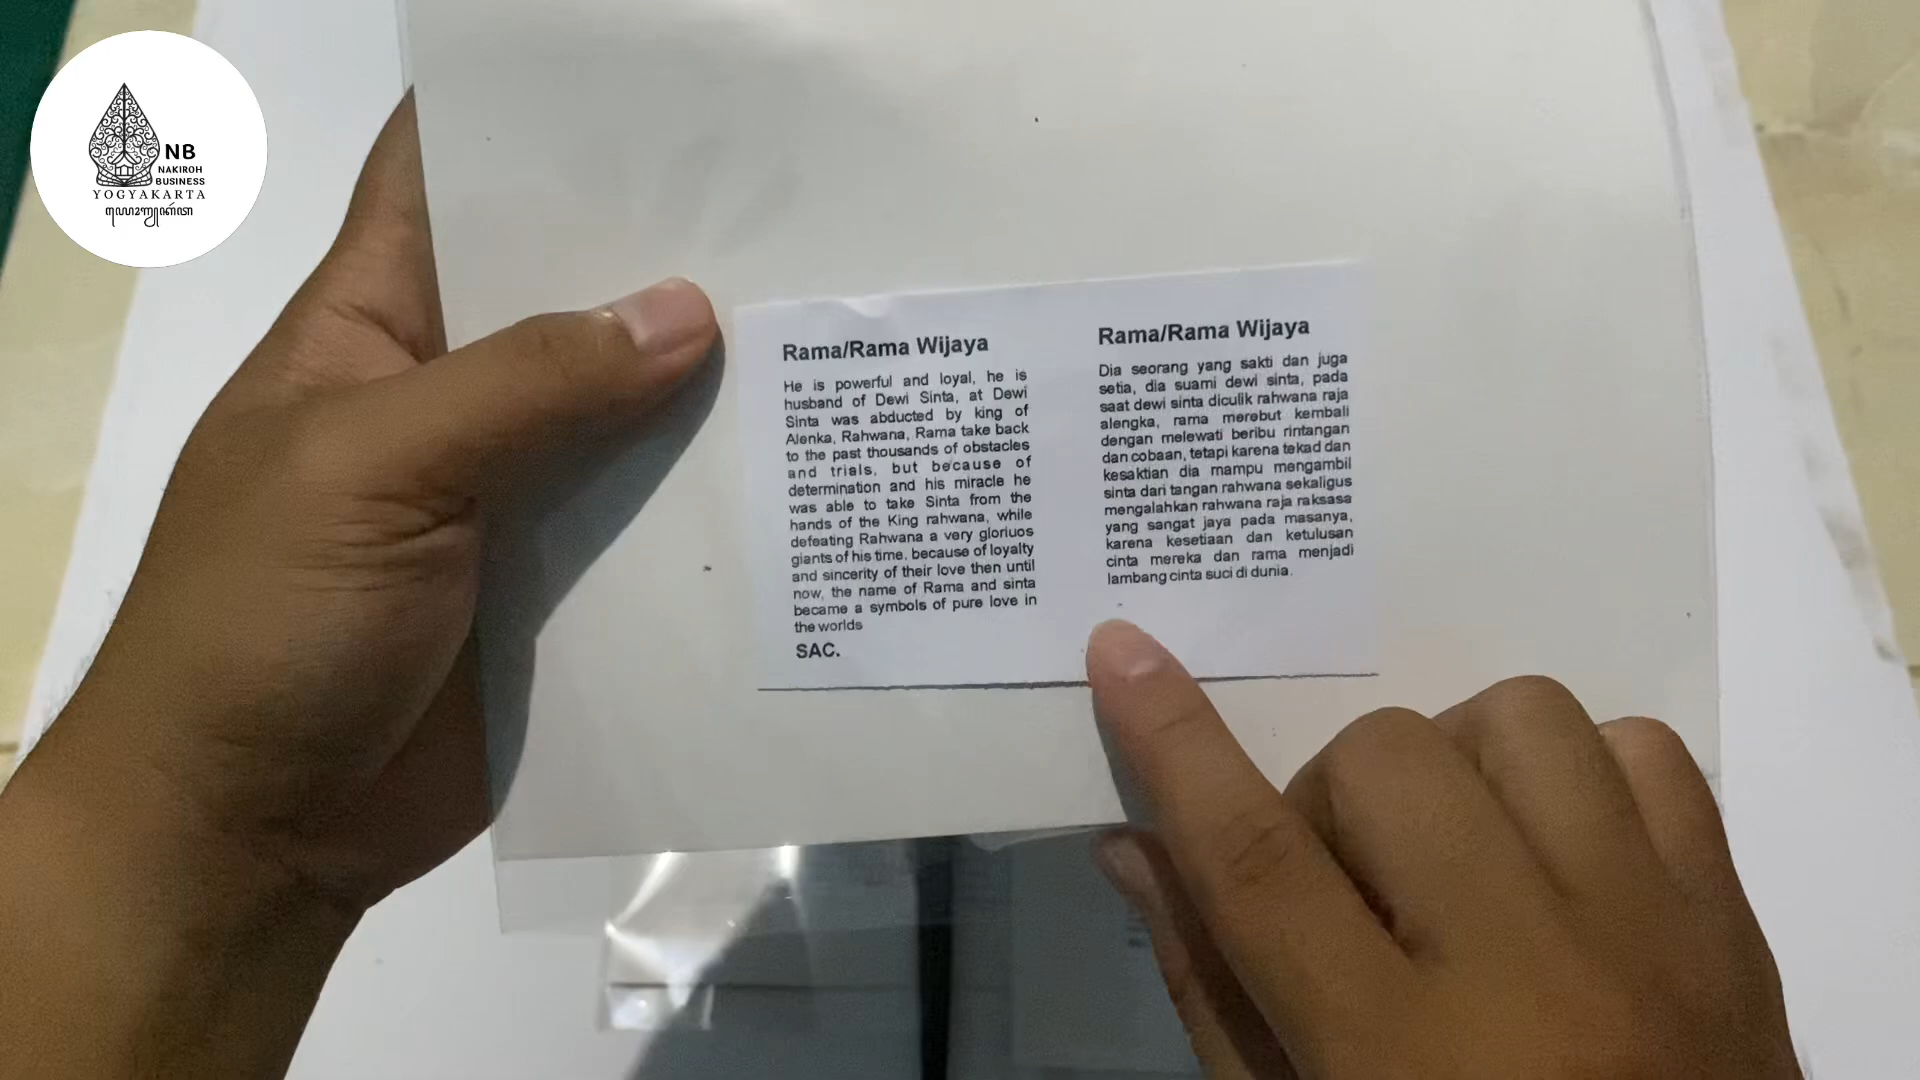 NB
NAKIROH
BUSINESS
YOGYAKARTA
Rama/Rama Wijaya
He is powerful and loyal, he is
husband of Dewi Sinta, at Dewi
Sinta was abducted by king of
Alenka, Rahwana, Rama take back
to the past thousands of obstacles
and trials, but because of
determination and his miracle he
was able to take Sinta from the
hands of the King rahwana, while
defeating Rahwana a very gloriuos
giants of his time. because of loyalty
and sincerity of their love then until
now, the name of Rama and sinta
became a symbols of pure love in
the worlds
SAC.
Rama/Rama Wijaya
Dia seorang yang sakti dan juga
setia, dia suami dewi sinta, pada
saat dewi sinta diculik rahwana raja
alengka, rama merebut kembali
dengan melewati beribu rintangan
dan cobaan, tetapi karena tekad dan
kesaktian dia mampu mengambil
sinta dari tangan rahwana sekaligus
mengalahkan rahwana raja raksasa
yang sangat jaya pada masanya,
karena kesetiaan dan ketulusan
cinta mereka dan rama menjadi
lambang cinta suci di dunia.